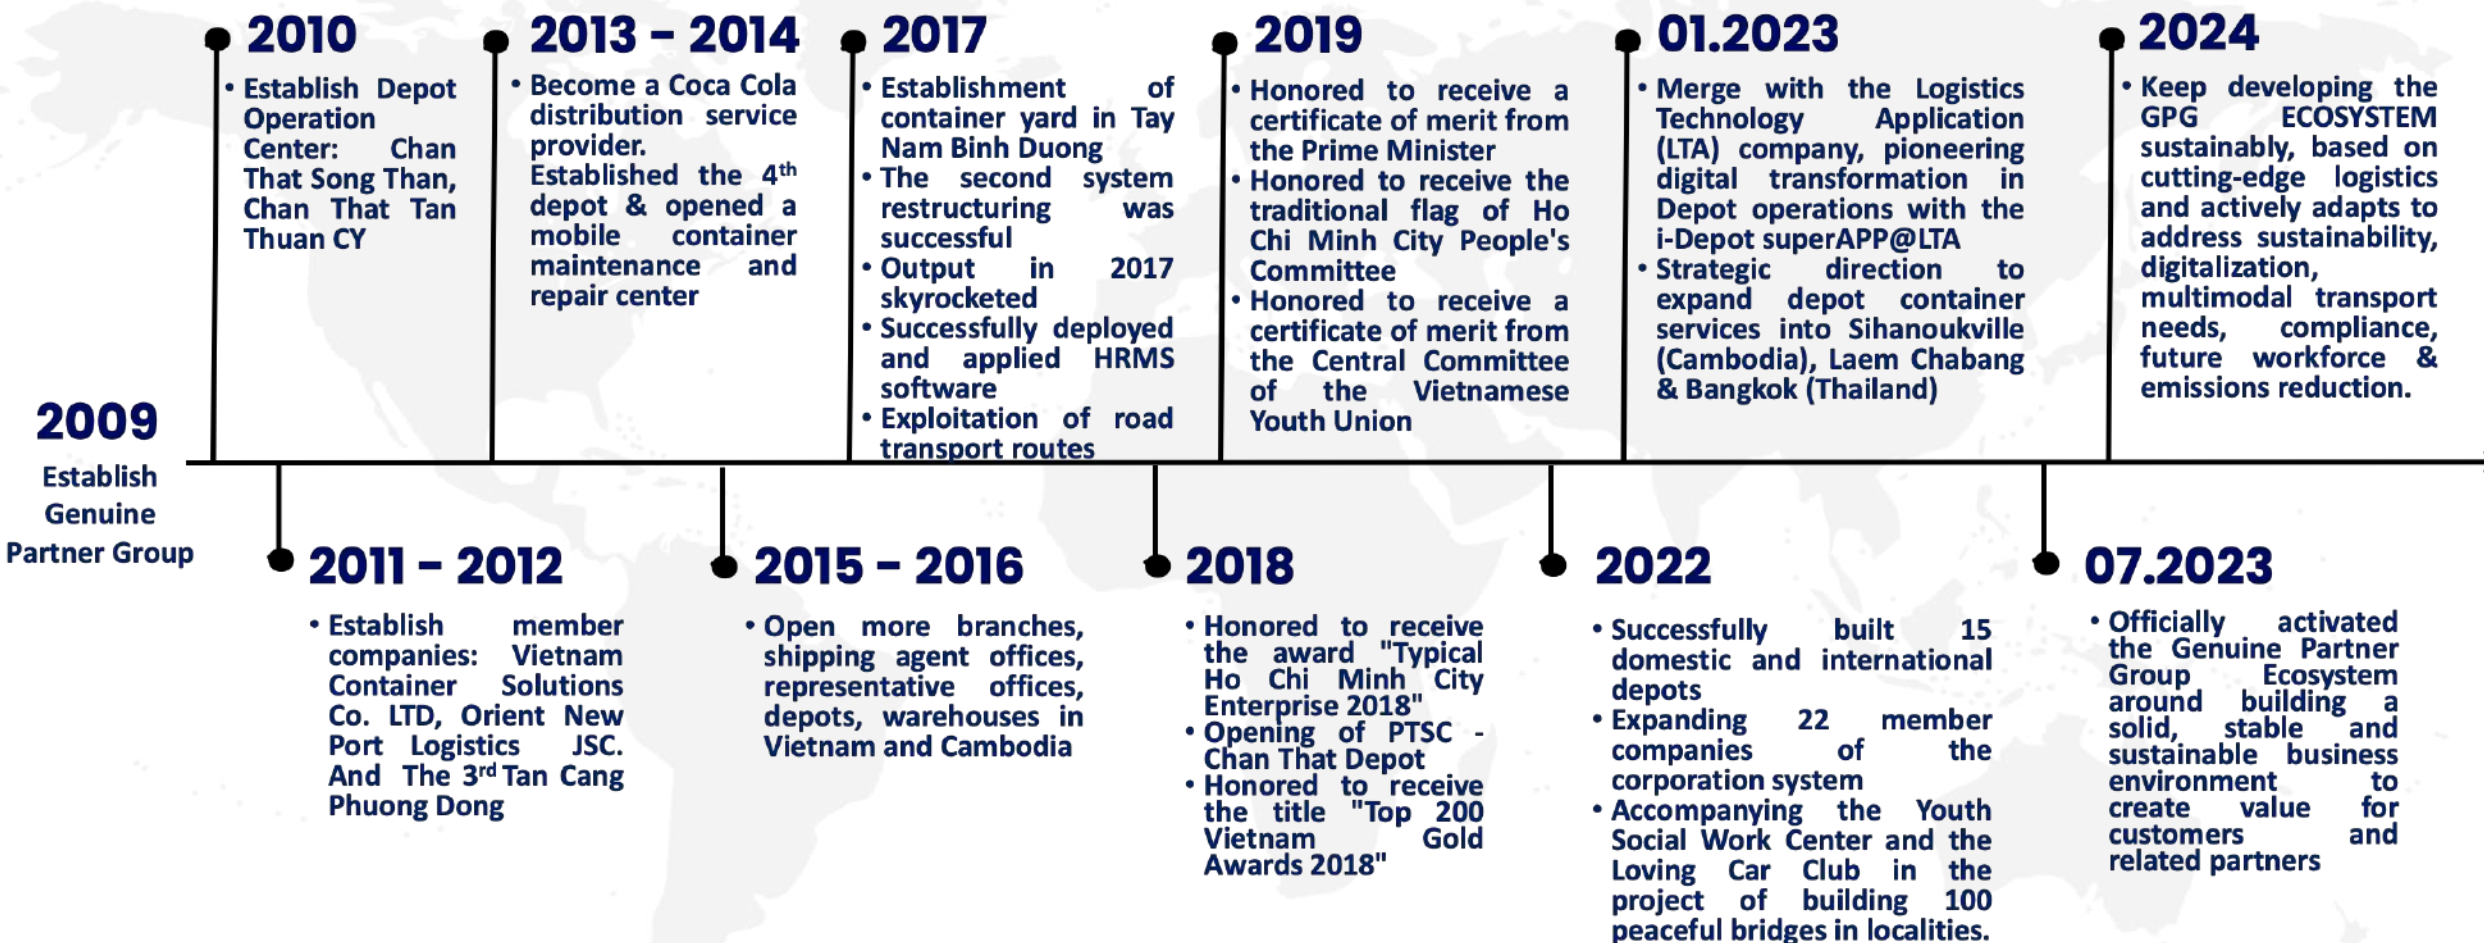 2009
Establish
Genuine
Partner Group
2010
• Establish Depot
Operation
Center: Chan
That Song Than,
Chan That Tan
Thuan CY
2011 - 2012
• Establish member
companies: Vietnam
Container Solutions
Co. LTD, Orient New
Port Logistics JSC.
And The 3rd Tan Cang
Phuong Dong
2013 - 2014
• Become a Coca Cola
distribution service
provider.
Established the 4th
depot & opened a
mobile container
maintenance and
repair center
2015 - 2016
• Open more branches,
shipping agent offices,
representative offices,
depots, warehouses in
Vietnam and Cambodia
2017
• Establishment of
container yard in Tay
Nam Binh Duong
• The second system
restructuring was
successful
• Output in 2017
skyrocketed
• Successfully deployed
and applied HRMS
software
• Exploitation of road
transport routes
2018
• Honored to receive
the award "Typical
Ho Chi Minh City
Enterprise 2018"
• Opening of PTSC -
Chan That Depot
• Honored to receive
the title "Top 200
Vietnam Gold
Awards 2018"
2019
• Honored to receive a
certificate of merit from
the Prime Minister
• Honored to receive the
traditional flag of Ho
Chi Minh City People's
Committee
• Honored to receive a
certificate of merit from
the Central Committee
of the Vietnamese
Youth Union
2022
• Successfully built 15
domestic and international
depots
• Expanding 22 member
companies of the
corporation system
• Accompanying the Youth
Social Work Center and the
Loving Car Club in the
project of building 100
peaceful bridges in localities.
01.2023
• Merge with the Logistics
Technology Application
(LTA) company, pioneering
digital transformation in
Depot operations with the
i-Depot superAPP@LTA
• Strategic direction to
expand depot container
services into Sihanoukville
(Cambodia), Laem Chabang
& Bangkok (Thailand)
07.2023
• Officially activated
the Genuine Partner
Group Ecosystem
around building a
solid, stable and
sustainable business
environment to
create value for
customers and
related partners
2024
• Keep developing the
GPG ECOSYSTEM
sustainably, based on
cutting-edge logistics
and actively adapts to
address sustainability,
digitalization,
multimodal transport
needs, compliance,
future workforce &
emissions reduction.